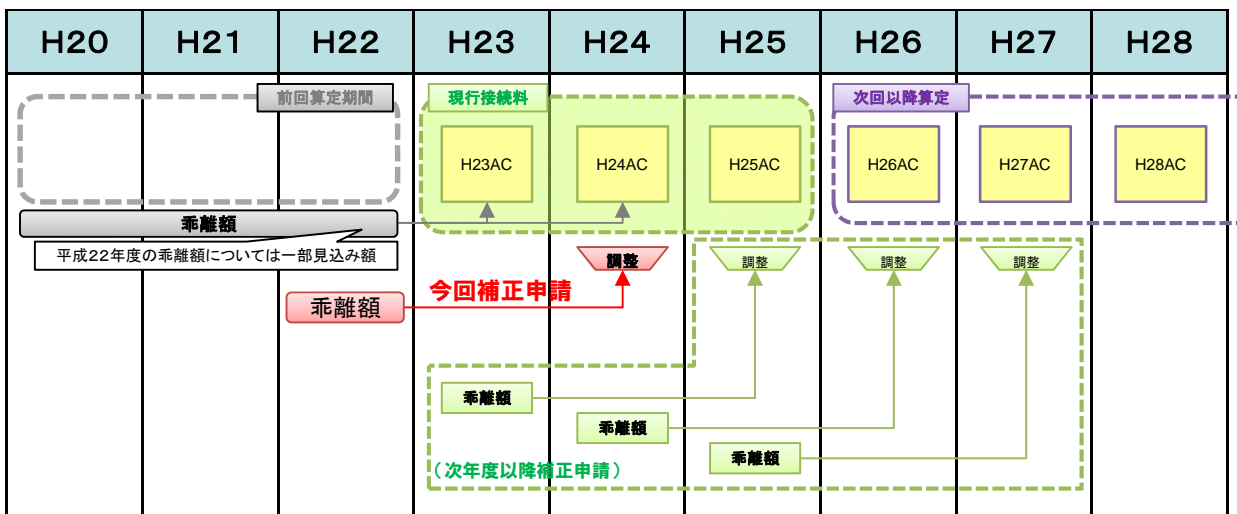 H20 H21 H22 H23 H24 H25 H26 H27 H28
前回算定期間
現行接続料
次回以降算定
H23AC
H24AC
H25AC
H26AC
H27AC
H28AC
乖離額
平成22年度の乖離額については一部見込み額
調整
調整
調整
調整
乖離額
今回補正申請
乖離額
乖離額
乖離額
（次年度以降補正申請）